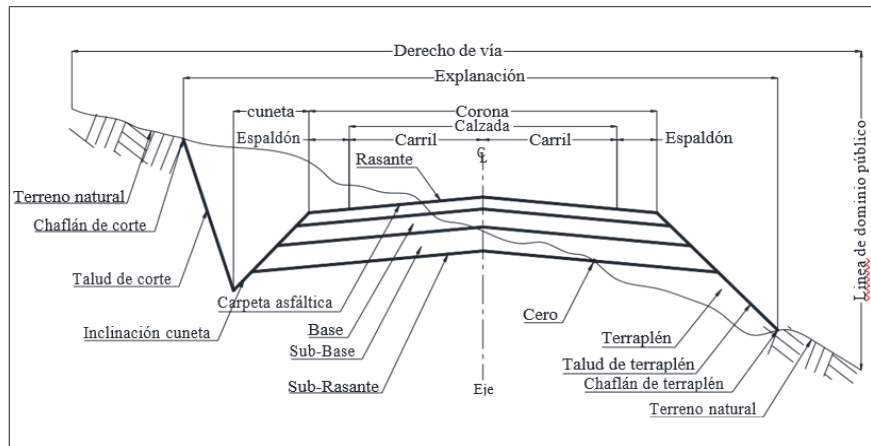 Derecho de vía
Explanación
cuneta
Corona
Calzada
Espaldón
Carril
Carril
Espaldón
℄
Rasante
Terreno natural
Chaflán de corte
Talud de corte
Inclinación cuneta
Carpeta asfáltica
Base
Sub-Base
Sub-Rasante
Eje
Cero
Terraplén
Talud de terraplén
Chaflán de terraplén
Terreno natural
Linea de dominio público